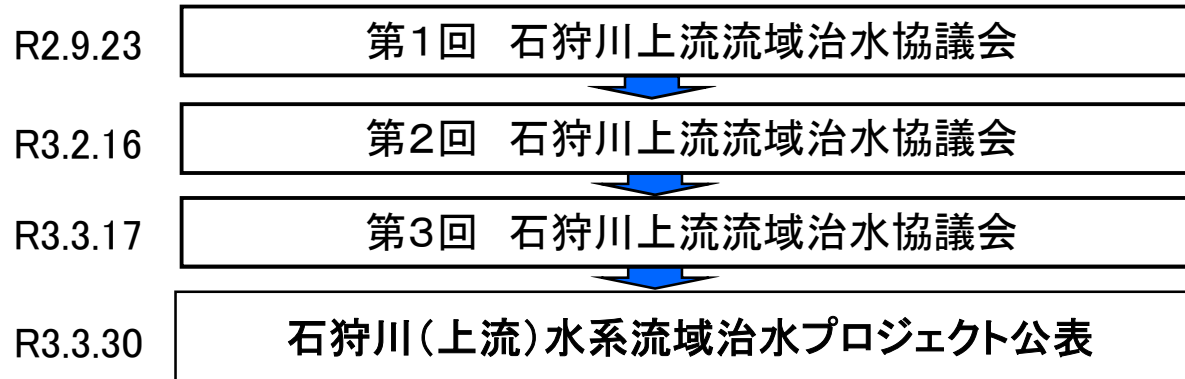 R2.9.23 第1回 石狩川上流流域治水協議会
R3.2.16 第2回 石狩川上流流域治水協議会
R3.3.17 第3回 石狩川上流流域治水協議会
R3.3.30 石狩川(上流)水系流域治水プロジェクト公表